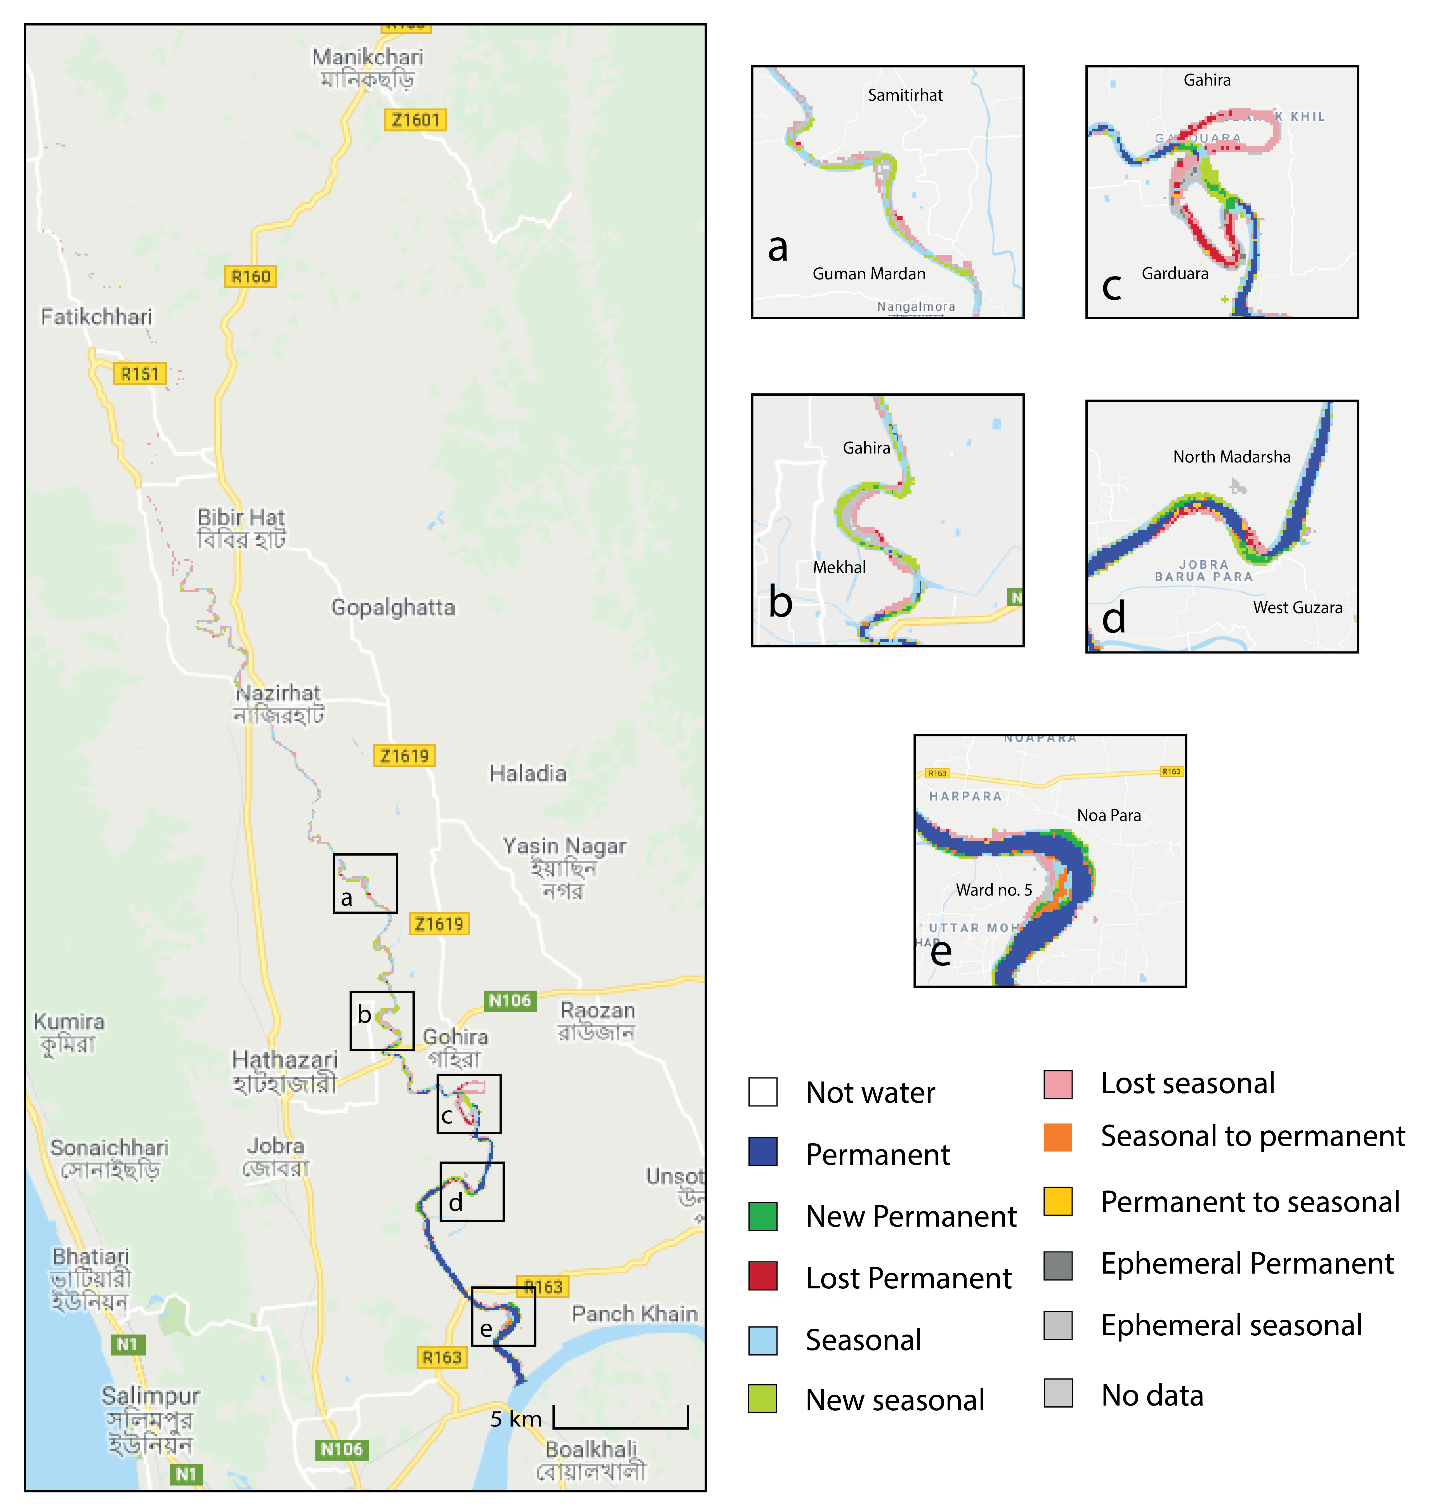 Manikchari
মানিকছড়ি
Z1601
R160
Fatikchhari
R151
Bibir Hat
বিবির হাট
Gopalghatta
Nazirhat
নাজিরহাট
Z1619
Haladia
Yasin Nagar
ইয়াছিন
নগর
a
Z1619
N106
b
Raozan
রাউজান
Kumira
কুমিরা
Gohira
গহিরা
Hathazari
হাটহাজারী
c
Sonaichhari
সোনাইছড়ি
Jobra
জোবরা
Unsot
d
Bhatiari
ভাটিয়ারী
ইউনিয়ন
R163
Panch Khain
e
N1
R163
Salimpur
সলিমপুর
ইউনিয়ন
5 km
N106
Boalkhali
বোয়ালখালী
N1
Samitirhat
a
Guman Mardan
Nangalmora
Gahira
K KHIL
DUARA
Garduara
c
Gahira
Mekhal
b
N
North Madarsha
JOBRA
BARUA PARA
d
West Guzara
NOAPARA
R163
R163
HARPARA
Noa Para
Ward no. 5
UTTAR MOH
HAR
e
Not water
Permanent
New Permanent
Lost Permanent
Seasonal
New seasonal
Lost seasonal
Seasonal to permanent
Permanent to seasonal
Ephemeral Permanent
Ephemeral seasonal
No data